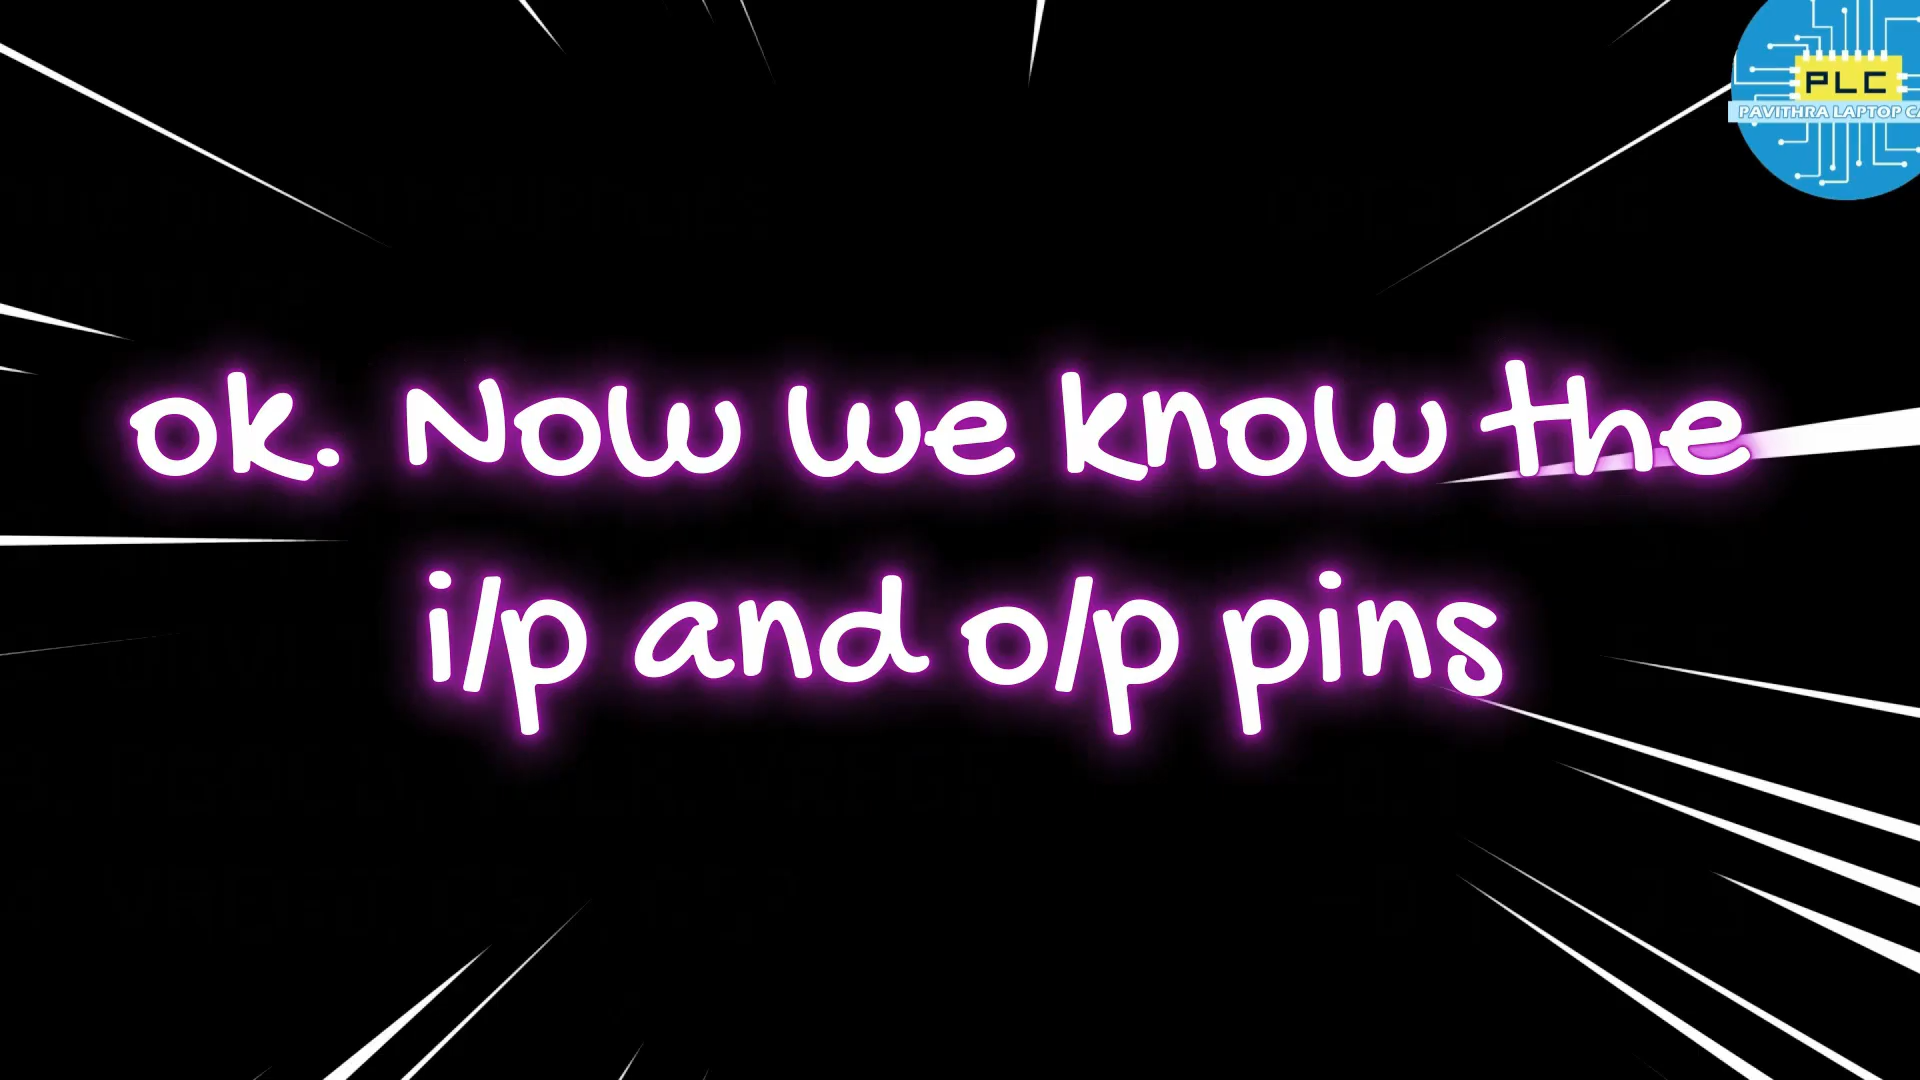 PLC
PAVITHRA LAPTOP
ok. Now we know the
i/p and o/p pins